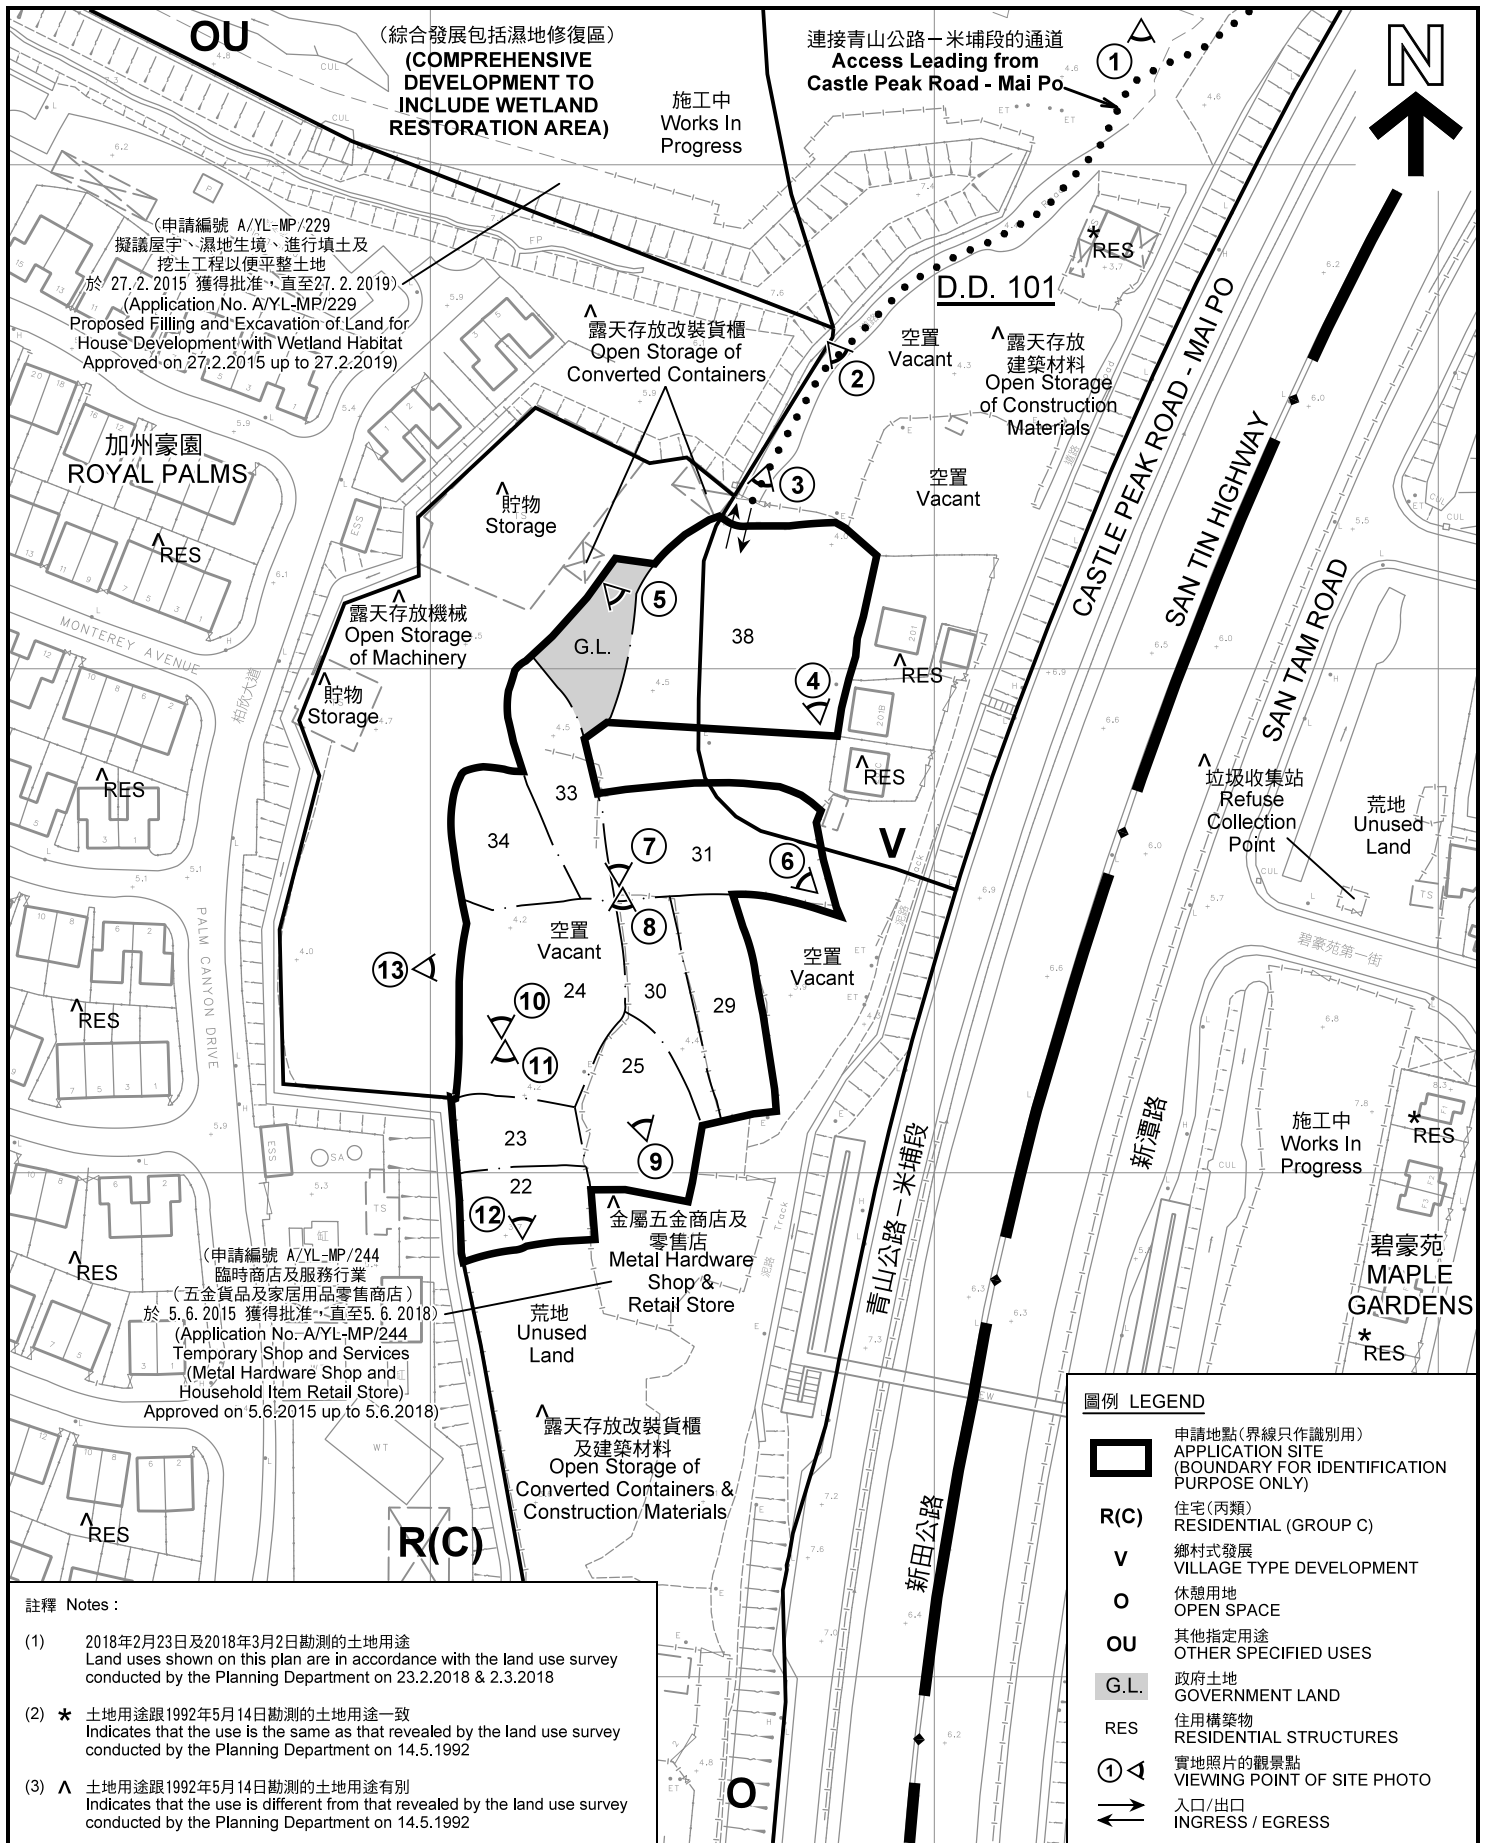 OU
(綜合發展包括濕地修復區)
(COMPREHENSIVE
DEVELOPMENT TO
INCLUDE WETLAND
RESTORATION AREA)
施工中
Works In
Progress
連接青山公路－米埔段的通道
Access Leading from
Castle Peak Road - Mai Po
1
N
(申請編號 A/YL-MP/229
擬議屋宇、濕地生境、進行填土及
挖土工程以便平整土地
於 27.2.2015 獲得批准，直至27.2.2019)
(Application No. A/YL-MP/229
Proposed Filling and Excavation of Land for
House Development with Wetland Habitat
Approved on 27.2.2015 up to 27.2.2019)
*
RES
D.D. 101
^
露天存放改裝貨櫃
Open Storage of
Converted Containers
2
空置
Vacant
^
露天存放
建築材料
Open Storage
of Construction
Materials
空置
Vacant
3
加州豪園
ROYAL PALMS
^
RES
^
貯物
Storage
^
露天存放機械
Open Storage
of Machinery
^
貯物
Storage
CASTLE PEAK ROAD - MAI PO
SAN TIN HIGHWAY
SAN TAM ROAD
MONTEREY AVENUE
柏欣大道
PALM CANYON DRIVE
ESS
5
G.L.
38
4
^
RES
^
RES
^
RES
33
34
7
31
6
V
8
^
垃圾收集站
Refuse
Collection
Point
荒地
Unused
Land
碧豪苑第一街
空置
Vacant
空置
Vacant
13
10
24
30
29
11
25
^
RES
23
9
22
12
ESS
SA
TS
^
金屬五金商店及
零售店
Metal Hardware
Shop &
Retail Store
^
RES
(申請編號 A/YL-MP/244
臨時商店及服務行業
(五金貨品及家居用品零售商店)
於 5.6.2015 獲得批准，直至5.6.2018)
(Application No. A/YL-MP/244
Temporary Shop and Services
(Metal Hardware Shop and
Household Item Retail Store)
Approved on 5.6.2015 up to 5.6.2018)
荒地
Unused
Land
^
露天存放改裝貨櫃
及建築材料
Open Storage of
Converted Containers &
Construction Materials
^
RES
WT
R(C)
青山公路－米埔段
新田公路
新潭路
施工中
Works In
Progress
*
RES
碧豪苑
MAPLE
GARDENS
*
RES
O
圖例 LEGEND
申請地點(界線只作識別用)
APPLICATION SITE
(BOUNDARY FOR IDENTIFICATION
PURPOSE ONLY)
R(C) 住宅(丙類)
RESIDENTIAL (GROUP C)
V 鄉村式發展
VILLAGE TYPE DEVELOPMENT
O 休憩用地
OPEN SPACE
OU 其他指定用途
OTHER SPECIFIED USES
G.L. 政府土地
GOVERNMENT LAND
RES 住用構築物
RESIDENTIAL STRUCTURES
1 實地照片的觀景點
VIEWING POINT OF SITE PHOTO
入口/出口
INGRESS / EGRESS
註釋 Notes :
(1) 2018年2月23日及2018年3月2日勘測的土地用途
Land uses shown on this plan are in accordance with the land use survey
conducted by the Planning Department on 23.2.2018 & 2.3.2018
(2) * 土地用途跟1992年5月14日勘測的土地用途一致
Indicates that the use is the same as that revealed by the land use survey
conducted by the Planning Department on 14.5.1992
(3) ^ 土地用途跟1992年5月14日勘測的土地用途有別
Indicates that the use is different from that revealed by the land use survey
conducted by the Planning Department on 14.5.1992